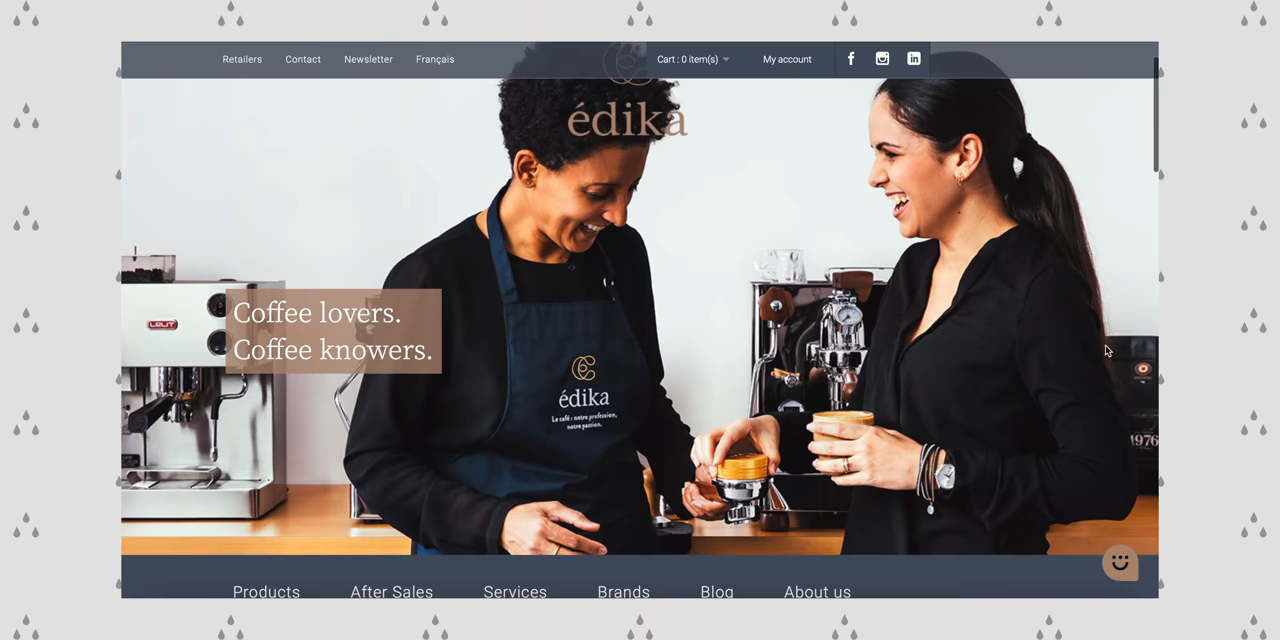 Retailers Contact Newsletter Français Cart : 0 item(s) My account
édika
LELIT
Coffee lovers.
Coffee knowers.
édika
Le café : notre profession,
notre passion.
1976
Products After Sales Services Brands Blog About us